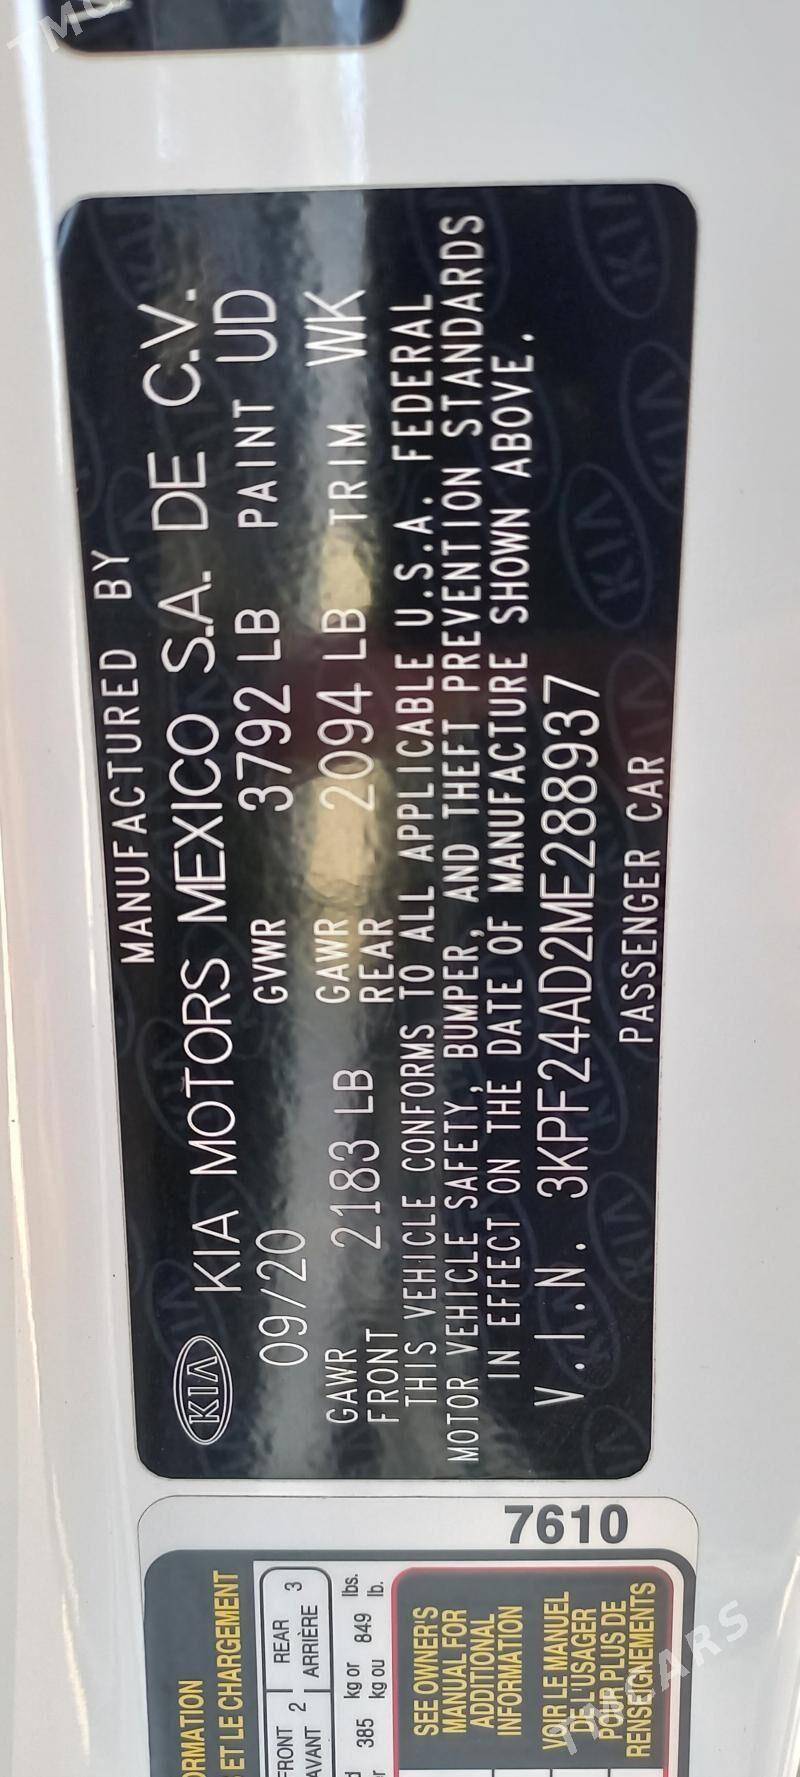 MANUFACTURED BY
KIA KIA MOTORS MEXICO S.A. DE C.V.
09/20 GVWR 3792 LB PAINT UD
GAWR FRONT 2183 LB GAWR REAR 2094 LB TRIM WK
THIS VEHICLE CONFORMS TO ALL APPLICABLE U.S.A. FEDERAL
MOTOR VEHICLE SAFETY, BUMPER, AND THEFT PREVENTION STANDARDS
IN EFFECT ON THE DATE OF MANUFACTURE SHOWN ABOVE.
V.I.N. 3KPF24AD2ME288937
PASSENGER CAR
ET LE CHARGEMENT
FRONT 2 REAR 3
AVANT ARRIÈRE
385 kg or 849 lbs.
kg ou lb.
SEE OWNER'S
MANUAL FOR
ADDITIONAL
INFORMATION
VOIR LE MANUEL
DE L'USAGER
POUR PLUS DE
RENSEIGNEMENTS
7610
TMCARS